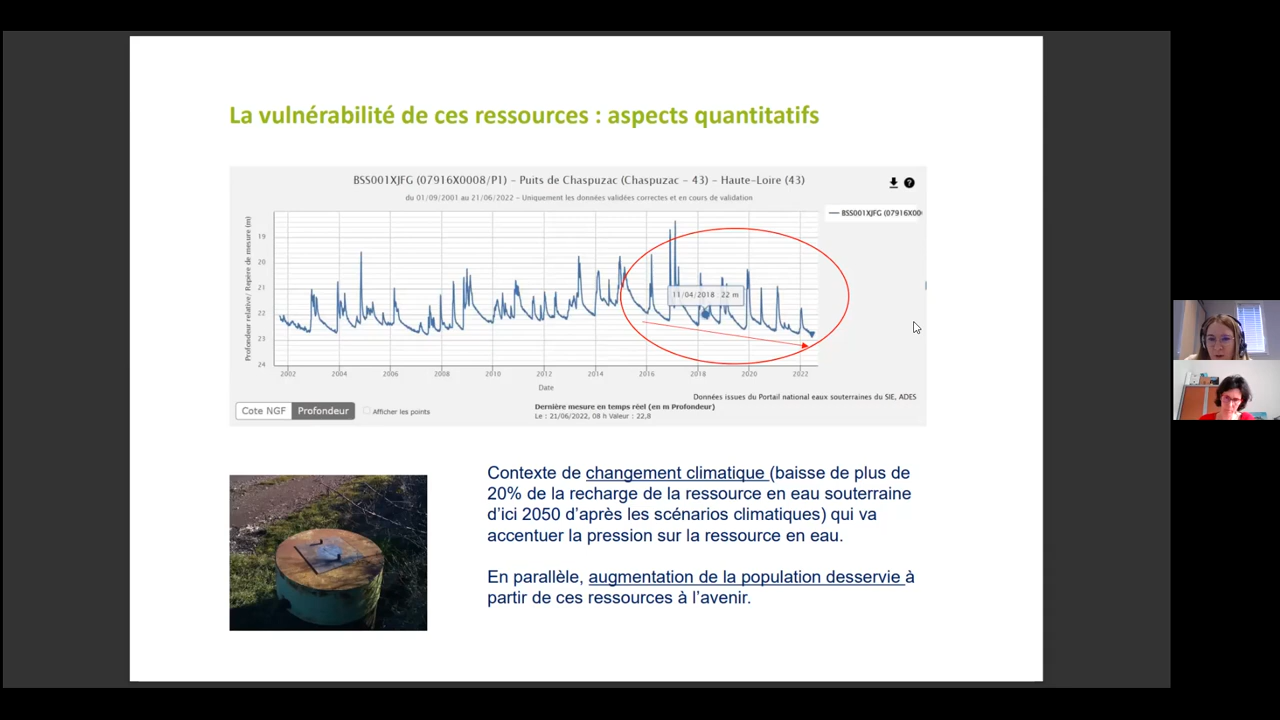 La vulnérabilité de ces ressources : aspects quantitatifs
BSS001XJFG (07916X0008/P1) – Puits de Chaspuzac (Chaspuzac – 43) – Haute-Loire (43)
du 01/09/2001 au 21/06/2022 – Uniquement les données validées correctes et en cours de validation
BSS001XJFG (07916X00
Profondeur relative/ Repère de mesure (m)
19
20
21
22
23
24
11/04/2018 22 m
2002 2004 2006 2008 2010 2012 2014 2016 2018 2020 2022
Date
Données issues du Portail national eaux souterraines du SIE, ADES
Cote NGF Profondeur Afficher les points
Dernière mesure en temps réel (en m Profondeur)
Le : 21/06/2022, 08 h Valeur : 22,8
Contexte de changement climatique (baisse de plus de
20% de la recharge de la ressource en eau souterraine
d’ici 2050 d’après les scénarios climatiques) qui va
accentuer la pression sur la ressource en eau.
En parallèle, augmentation de la population desservie à
partir de ces ressources à l’avenir.